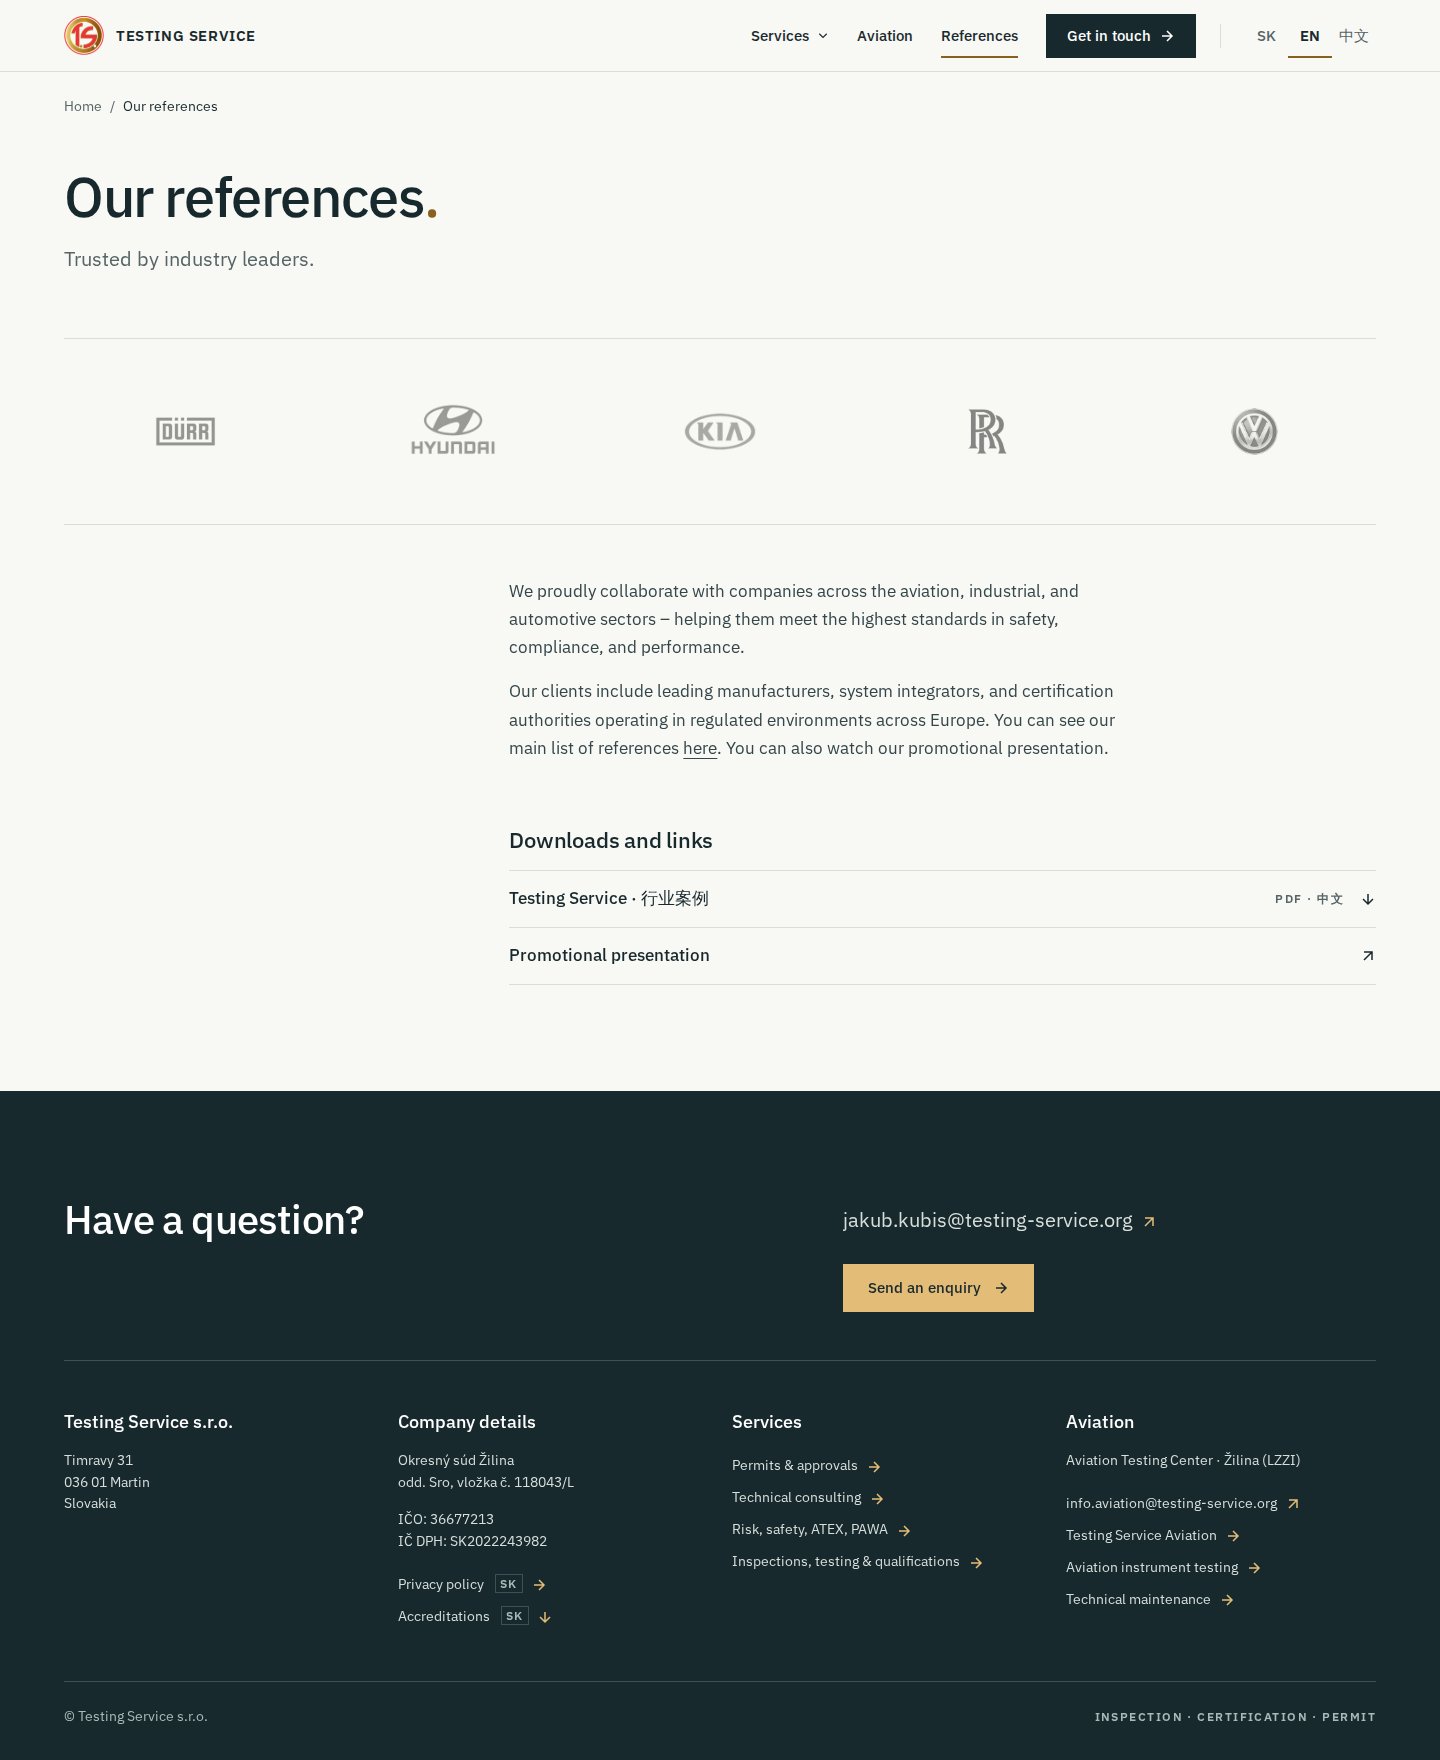 TESTING SERVICE
Services
Aviation
References
Get in touch
SK
EN
中文
Home / Our references
Our references.
Trusted by industry leaders.
DÜRR
HYUNDAI
KIA
RR
VW
We proudly collaborate with companies across the aviation, industrial, and
automotive sectors – helping them meet the highest standards in safety,
compliance, and performance.
Our clients include leading manufacturers, system integrators, and certification
authorities operating in regulated environments across Europe. You can see our
main list of references here. You can also watch our promotional presentation.
Downloads and links
Testing Service · 行业案例
PDF · 中文
Promotional presentation
Have a question?
jakub.kubis@testing-service.org
Send an enquiry
Testing Service s.r.o.
Timravy 31
036 01 Martin
Slovakia
Company details
Okresný súd Žilina
odd. Sro, vložka č. 118043/L
IČO: 36677213
IČ DPH: SK2022243982
Privacy policy SK
Accreditations SK
Services
Permits & approvals
Technical consulting
Risk, safety, ATEX, PAWA
Inspections, testing & qualifications
Aviation
Aviation Testing Center · Žilina (LZZI)
info.aviation@testing-service.org
Testing Service Aviation
Aviation instrument testing
Technical maintenance
© Testing Service s.r.o.
INSPECTION · CERTIFICATION · PERMIT